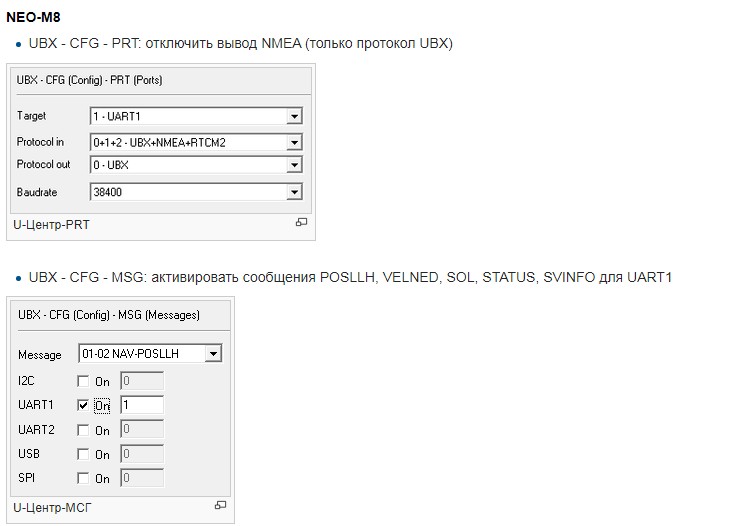 NEO-M8
UBX - CFG - PRT: отключить вывод NMEA (только протокол UBX)
UBX - CFG (Config) - PRT (Ports)
Target 1 - UART1
Protocol in 0+1+2 - UBX+NMEA+RTCM2
Protocol out 0 - UBX
Baudrate 38400
U-Центр-PRT
UBX - CFG - MSG: активировать сообщения POSLLH, VELNED, SOL, STATUS, SVINFO для UART1
UBX - CFG (Config) - MSG (Messages)
Message 01-02 NAV-POSLLH
I2C On 0
UART1 On 1
UART2 On 0
USB On 0
SPI On 0
U-Центр-МСГ